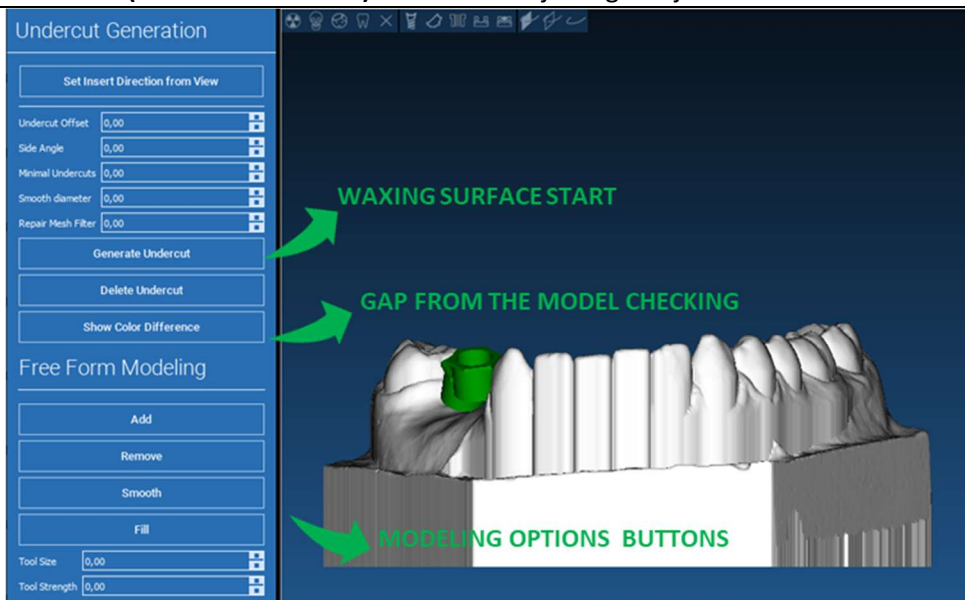 Undercut Generation
Set Insert Direction from View
Undercut Offset 0,00
Side Angle 0,00
Minimal Undercuts 0,00
Smooth diameter 0,00
Repair Mesh Filter 0,00
Generate Undercut
Delete Undercut
Show Color Difference
Free Form Modeling
Add
Remove
Smooth
Fill
Tool Size 0,00
Tool Strength 0,00
WAXING SURFACE START
GAP FROM THE MODEL CHECKING
MODELING OPTIONS BUTTONS